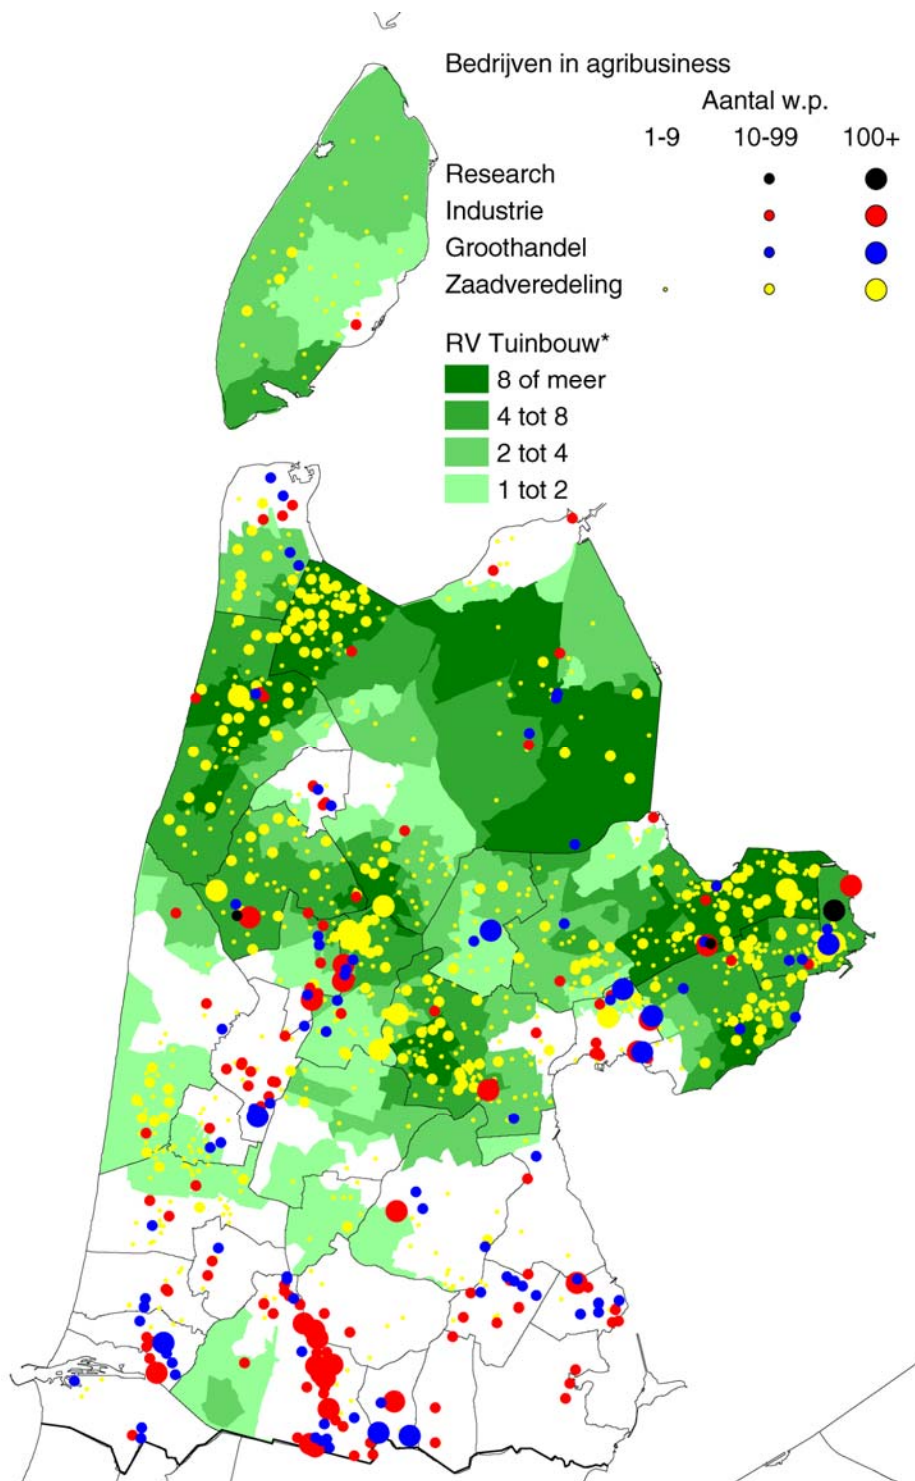 Bedrijven in agribusiness
Aantal w.p.
1-9 10-99 100+
Research
Industrie
Groothandel
Zaadveredeling
RV Tuinbouw*
8 of meer
4 tot 8
2 tot 4
1 tot 2